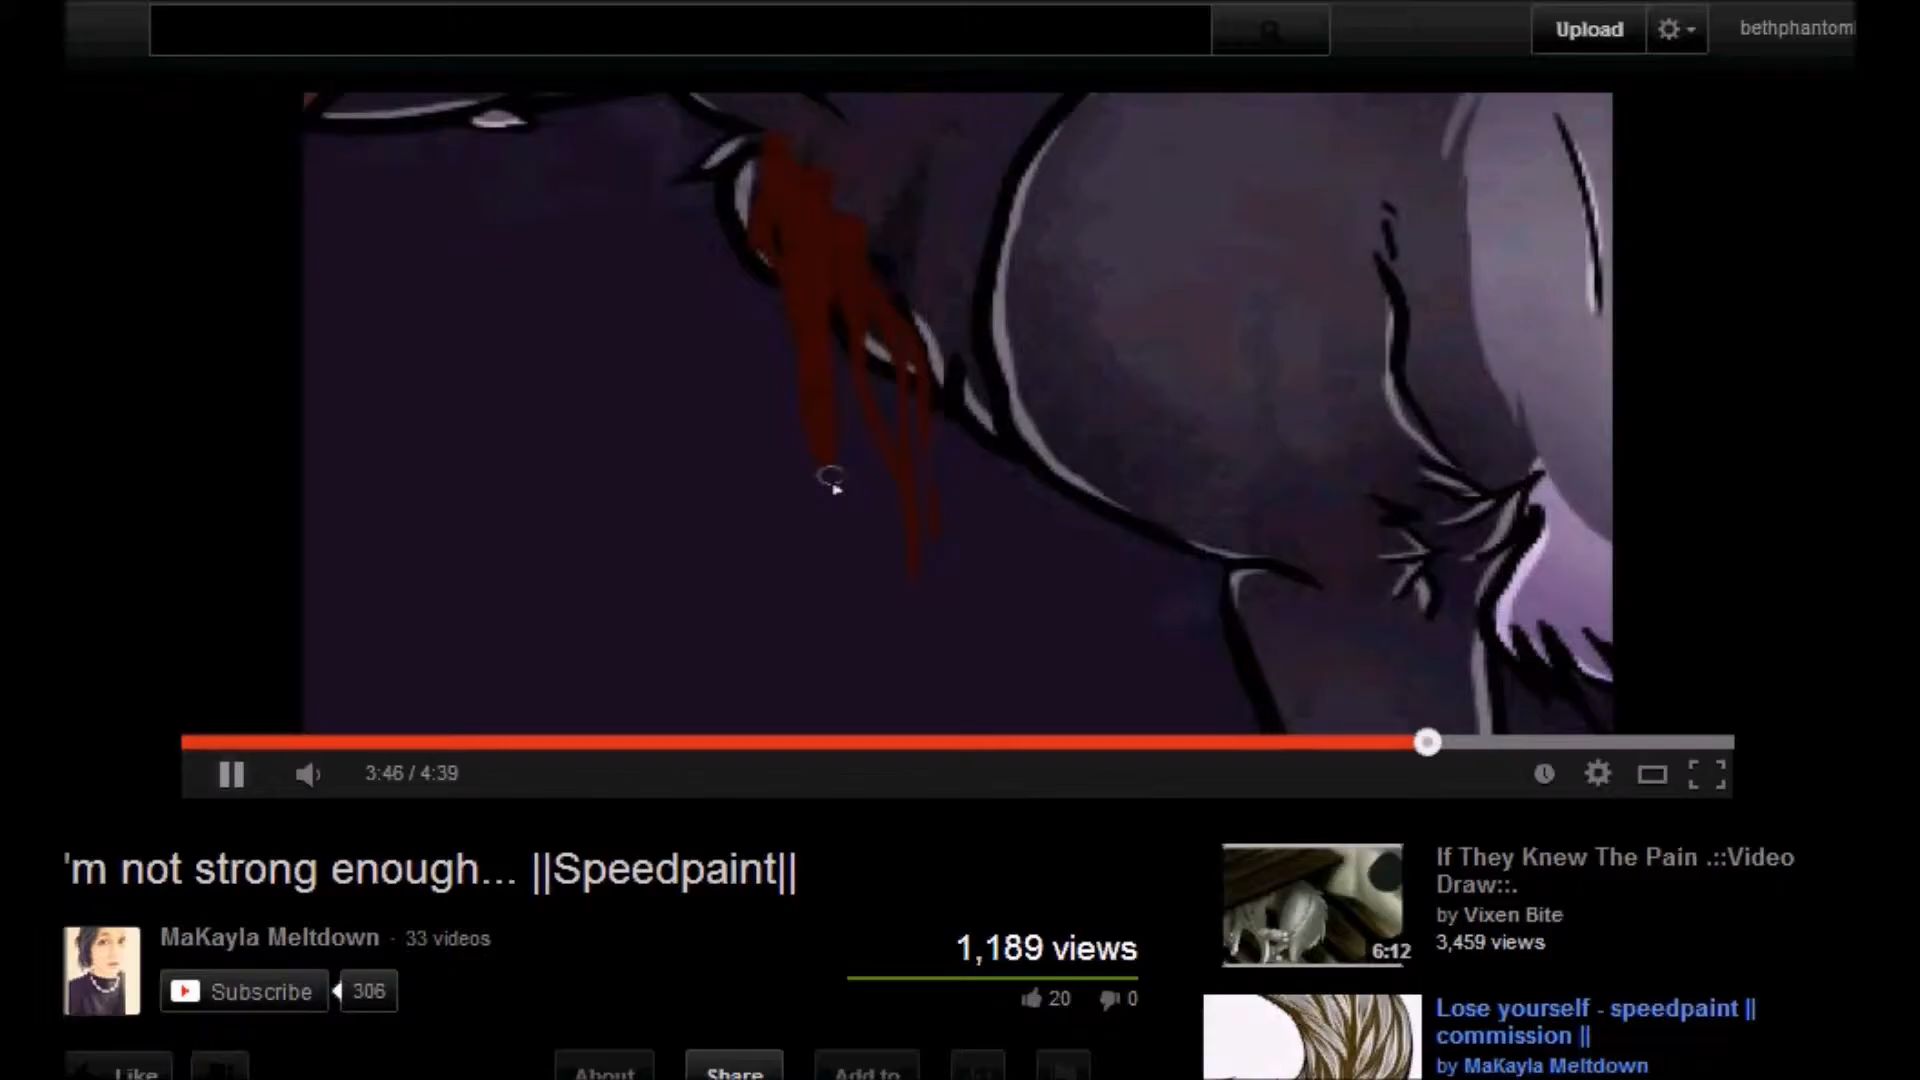 Upload
bethphantom
3:46 / 4:39
'm not strong enough... ||Speedpaint||
MaKayla Meltdown - 33 videos
Subscribe 306
1,189 views
20 0
Like
About
Share
Add to
6:12
If They Knew The Pain .::Video
Draw::.
by Vixen Bite
3,459 views
Lose yourself - speedpaint ||
commission ||
by MaKayla Meltdown